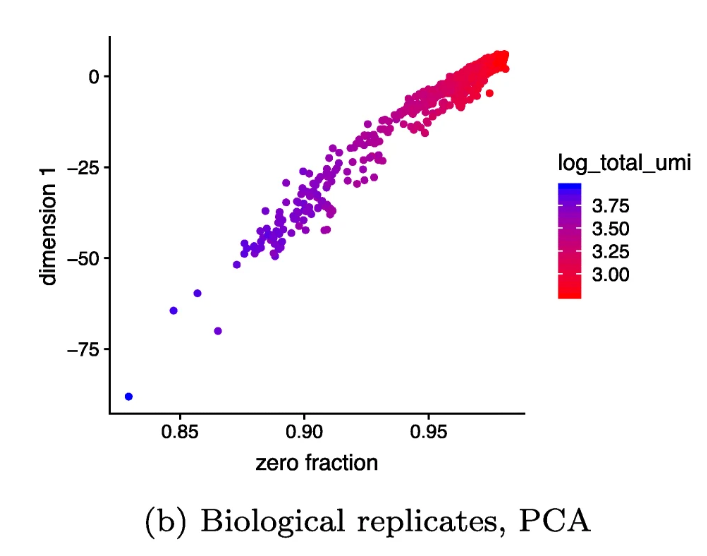 0
−25
−50
−75
dimension 1
0.85 0.90 0.95
zero fraction
log_total_umi
3.75
3.50
3.25
3.00
(b) Biological replicates, PCA